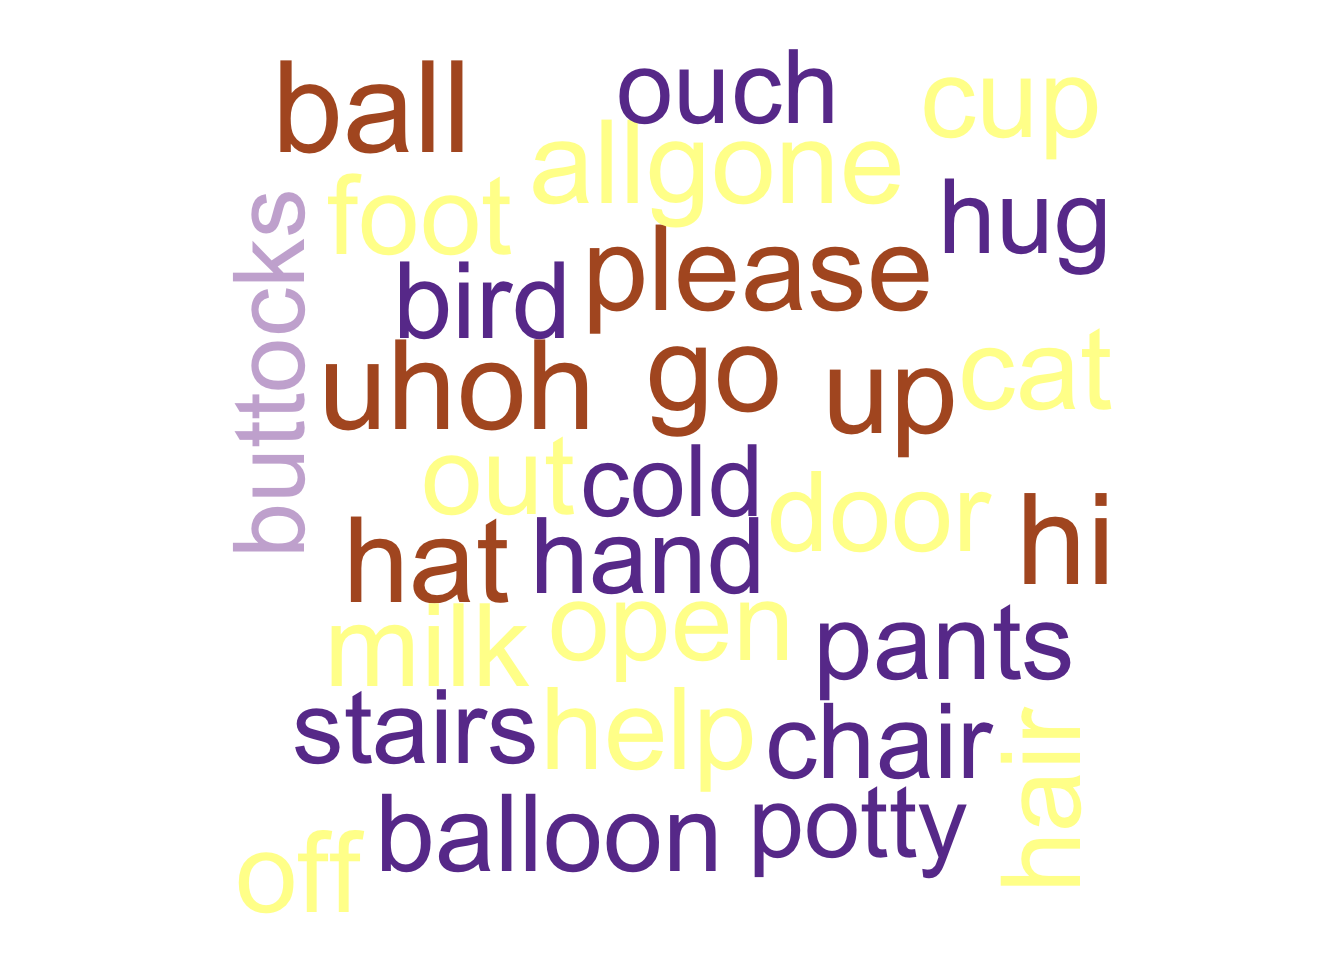 ball
ouch
cup
allgone
foot
hug
buttocks
please
bird
uhoh
go
up
cat
out
cold
door
hat
hand
hi
milk
open
pants
stairs
help
chair
hair
off
balloon
potty